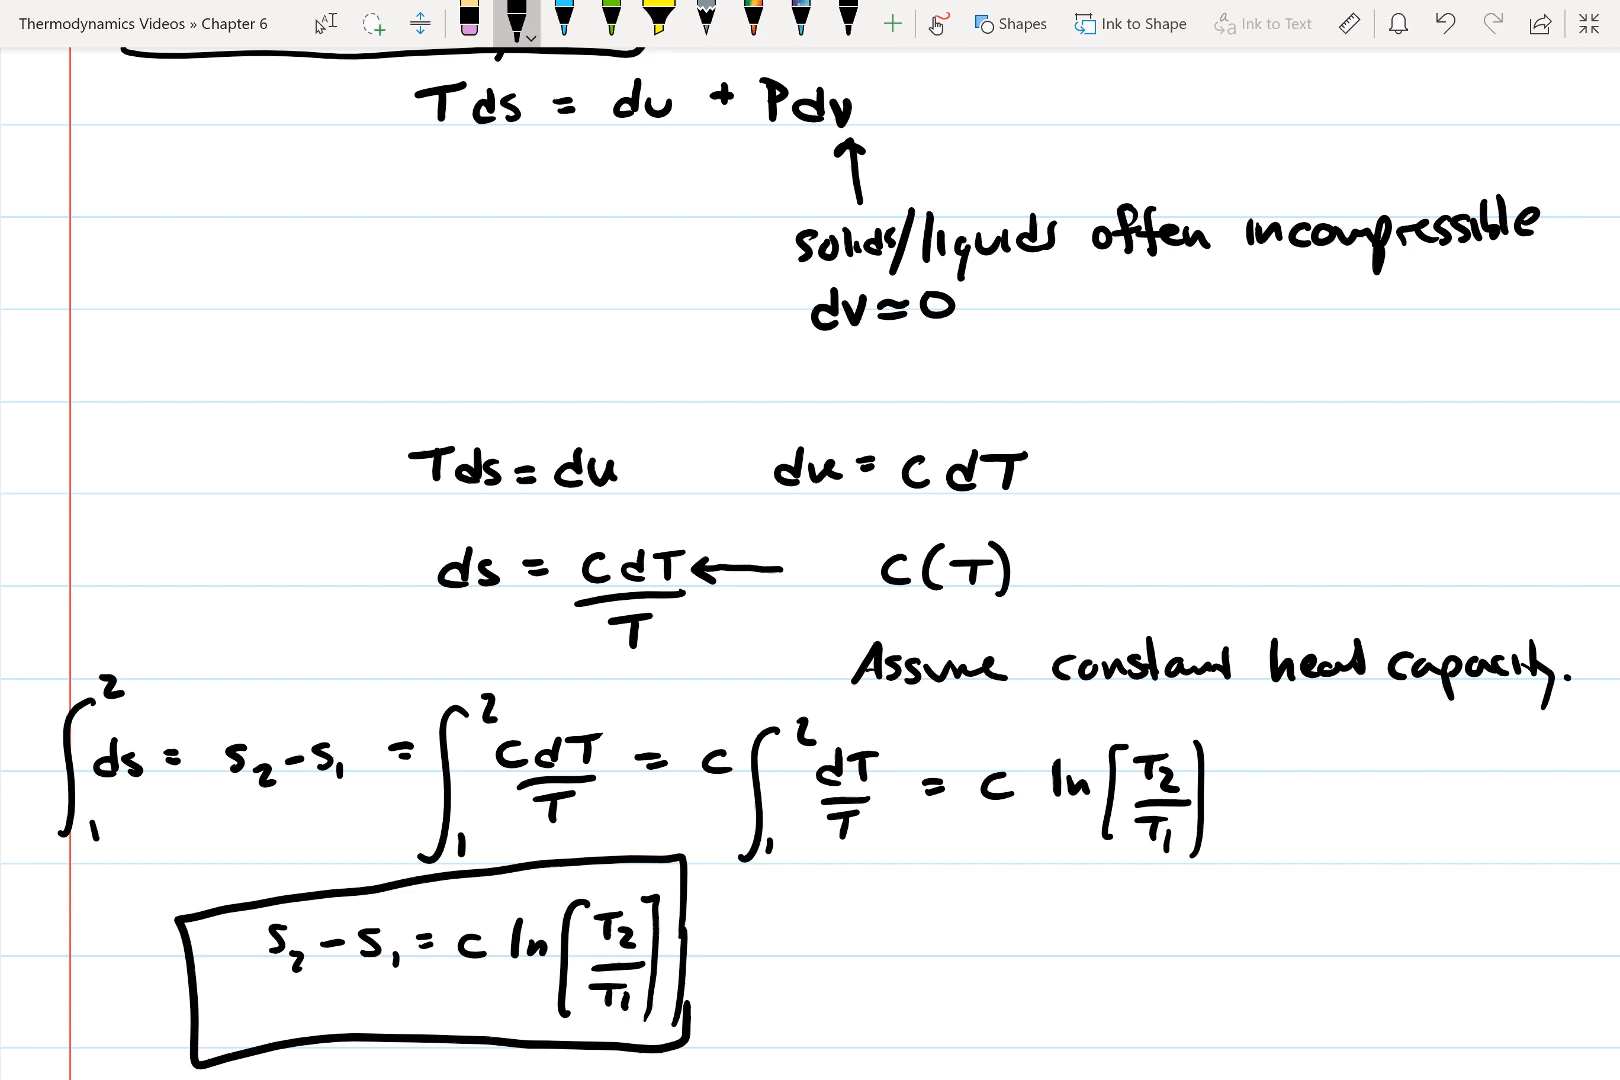 Thermodynamics Videos » Chapter 6
Shapes
Ink to Shape
Ink to Text
Tds = du + Pdv
solids/liquids often incompressible
dv ≈ 0
Tds = du du = C dT
ds = C dT / T ← C(T)
Assume constant heat capacity.
∫₁² ds = s₂ - s₁ = ∫₁² C dT / T = C ∫₁² dT / T = C ln [T₂ / T₁]
s₂ - s₁ = C ln [T₂ / T₁]